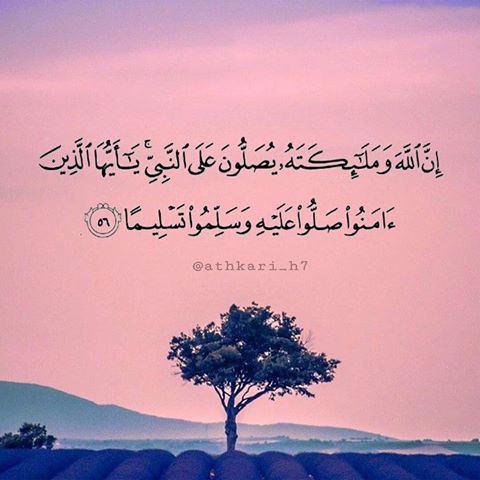 إِنَّ ٱللَّهَ وَمَلَٰٓئِكَتَهُۥ يُصَلُّونَ عَلَى ٱلنَّبِيِّۚ يَٰٓأَيُّهَا ٱلَّذِينَ
ءَامَنُوا۟ صَلُّوا۟ عَلَيْهِ وَسَلِّمُوا۟ تَسْلِيمًا ٥٦
@athkari_h7